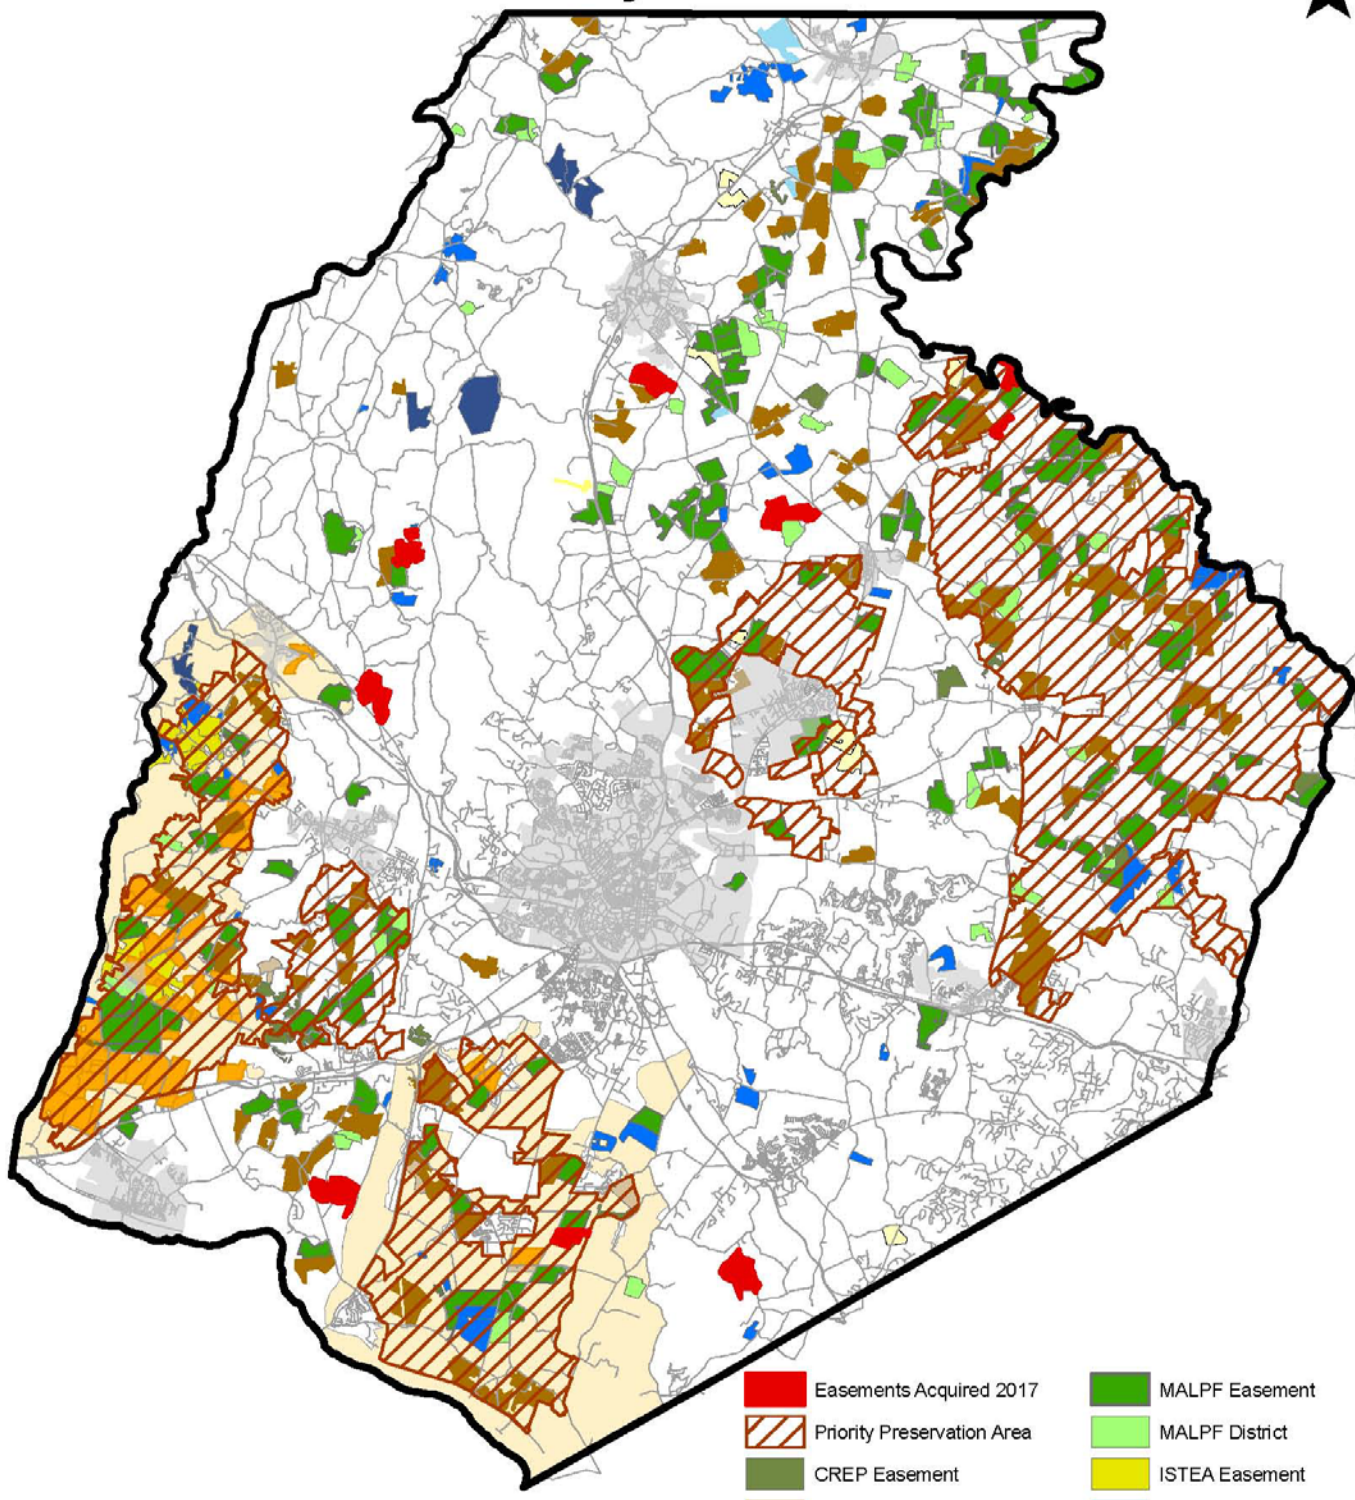 Easements Acquired 2017
Priority Preservation Area
CREP Easement
MALPF Easement
MALPF District
ISTEA Easement